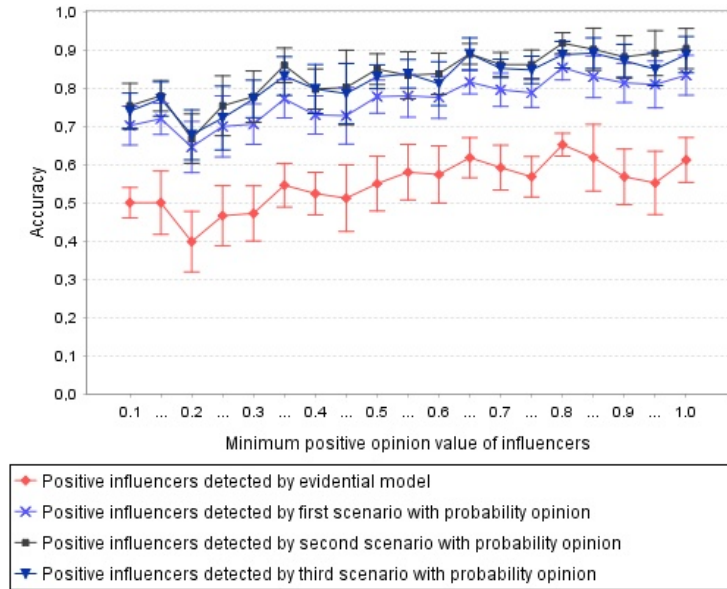 1,0
0,9
0,8
0,7
0,6
0,5
0,4
0,3
0,2
0,1
0,0
Accuracy
0.1 ... 0.2 ... 0.3 ... 0.4 ... 0.5 ... 0.6 ... 0.7 ... 0.8 ... 0.9 ... 1.0
Minimum positive opinion value of influencers
Positive influencers detected by evidential model
Positive influencers detected by first scenario with probability opinion
Positive influencers detected by second scenario with probability opinion
Positive influencers detected by third scenario with probability opinion